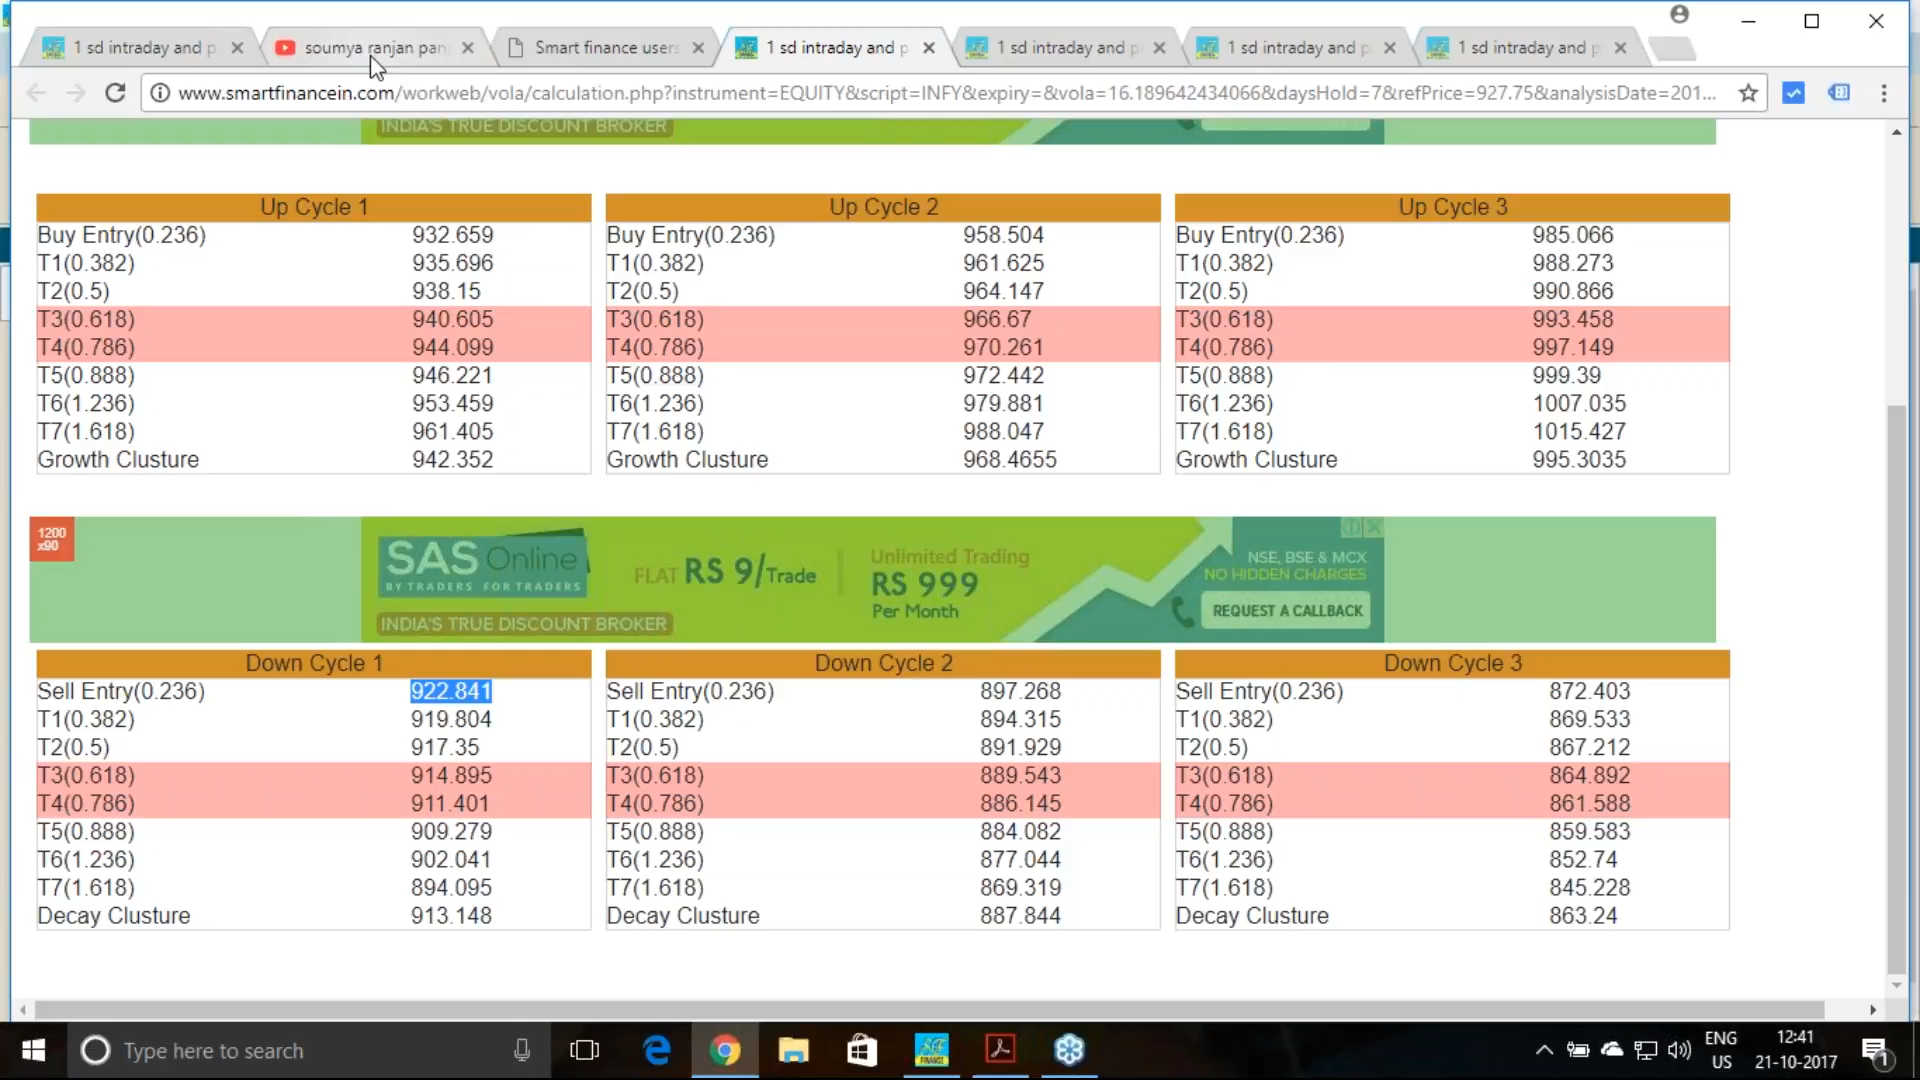 1 sd intraday and p
soumya ranjan pan
Smart finance users
1 sd intraday and p
1 sd intraday and p
1 sd intraday and p
1 sd intraday and p
www.smartfinancein.com/workweb/vola/calculation.php?instrument=EQUITY&script=INFY&expiry=&vola=16.189642434066&daysHold=7&refPrice=927.75&analysisDate=201...
INDIA'S TRUE DISCOUNT BROKER
Up Cycle 1 Up Cycle 2 Up Cycle 3
Buy Entry(0.236) 932.659 Buy Entry(0.236) 958.504 Buy Entry(0.236) 985.066
T1(0.382) 935.696 T1(0.382) 961.625 T1(0.382) 988.273
T2(0.5) 938.15 T2(0.5) 964.147 T2(0.5) 990.866
T3(0.618) 940.605 T3(0.618) 966.67 T3(0.618) 993.458
T4(0.786) 944.099 T4(0.786) 970.261 T4(0.786) 997.149
T5(0.888) 946.221 T5(0.888) 972.442 T5(0.888) 999.39
T6(1.236) 953.459 T6(1.236) 979.881 T6(1.236) 1007.035
T7(1.618) 961.405 T7(1.618) 988.047 T7(1.618) 1015.427
Growth Clusture 942.352 Growth Clusture 968.4655 Growth Clusture 995.3035
1200
x90
SAS Online
BY TRADERS FOR TRADERS
INDIA'S TRUE DISCOUNT BROKER
FLAT RS 9/Trade
Unlimited Trading
RS 999
Per Month
NSE, BSE & MCX
NO HIDDEN CHARGES
REQUEST A CALLBACK
Down Cycle 1 Down Cycle 2 Down Cycle 3
Sell Entry(0.236) 922.841 Sell Entry(0.236) 897.268 Sell Entry(0.236) 872.403
T1(0.382) 919.804 T1(0.382) 894.315 T1(0.382) 869.533
T2(0.5) 917.35 T2(0.5) 891.929 T2(0.5) 867.212
T3(0.618) 914.895 T3(0.618) 889.543 T3(0.618) 864.892
T4(0.786) 911.401 T4(0.786) 886.145 T4(0.786) 861.588
T5(0.888) 909.279 T5(0.888) 884.082 T5(0.888) 859.583
T6(1.236) 902.041 T6(1.236) 877.044 T6(1.236) 852.74
T7(1.618) 894.095 T7(1.618) 869.319 T7(1.618) 845.228
Decay Clusture 913.148 Decay Clusture 887.844 Decay Clusture 863.24
Type here to search
FINANCE
ENG
US
12:41
21-10-2017
1